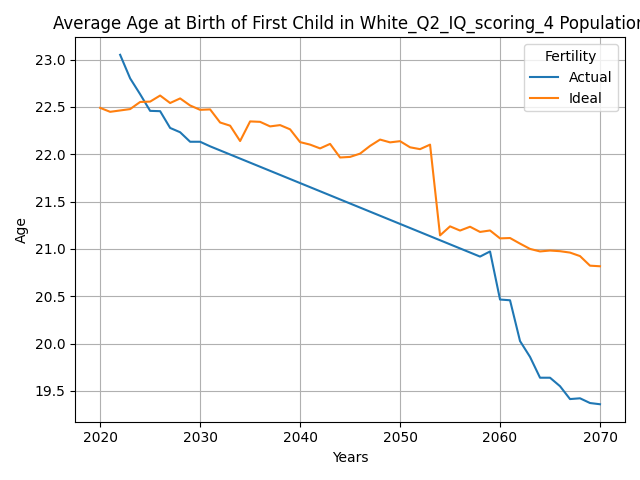 Average Age at Birth of First Child in White_Q2_IQ_scoring_4 Population
Fertility
Actual
Ideal
23.0
22.5
22.0
21.5
21.0
20.5
20.0
19.5
Age
2020 2030 2040 2050 2060 2070
Years